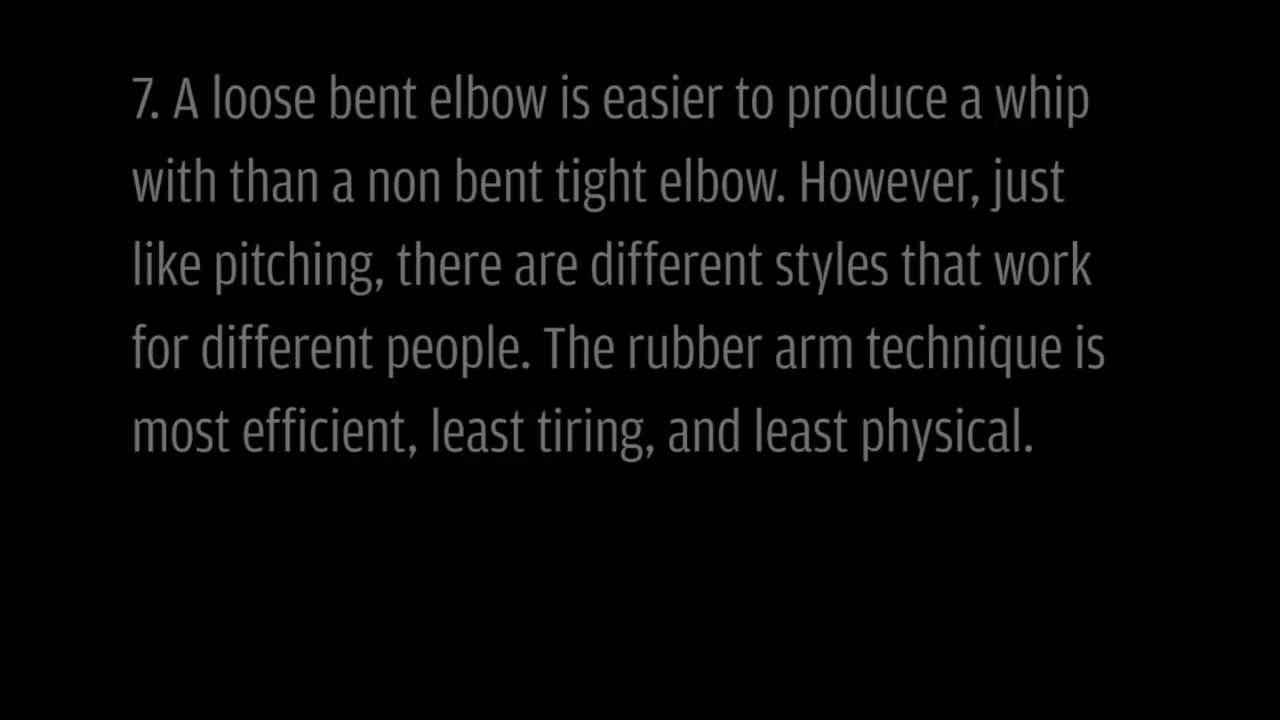 7. A loose bent elbow is easier to produce a whip
with than a non bent tight elbow. However, just
like pitching, there are different styles that work
for different people. The rubber arm technique is
most efficient, least tiring, and least physical.